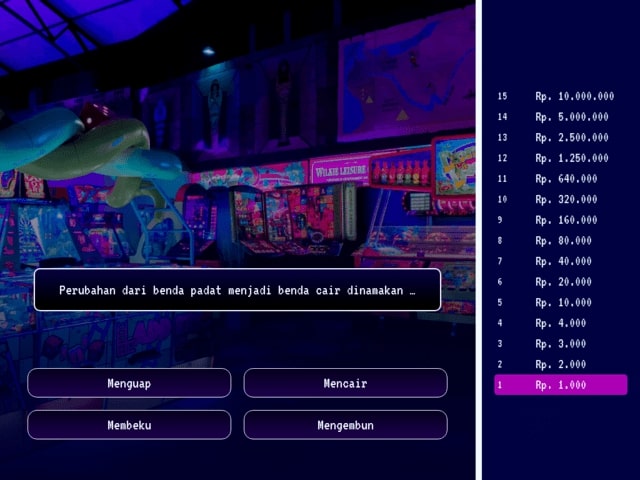 WILKIE LEISURE
Perubahan dari benda padat menjadi benda cair dinamakan …
Menguap
Mencair
Membeku
Mengembun
15 Rp. 10.000.000
14 Rp. 5.000.000
13 Rp. 2.500.000
12 Rp. 1.250.000
11 Rp. 640.000
10 Rp. 320.000
9 Rp. 160.000
8 Rp. 80.000
7 Rp. 40.000
6 Rp. 20.000
5 Rp. 10.000
4 Rp. 4.000
3 Rp. 3.000
2 Rp. 2.000
1 Rp. 1.000